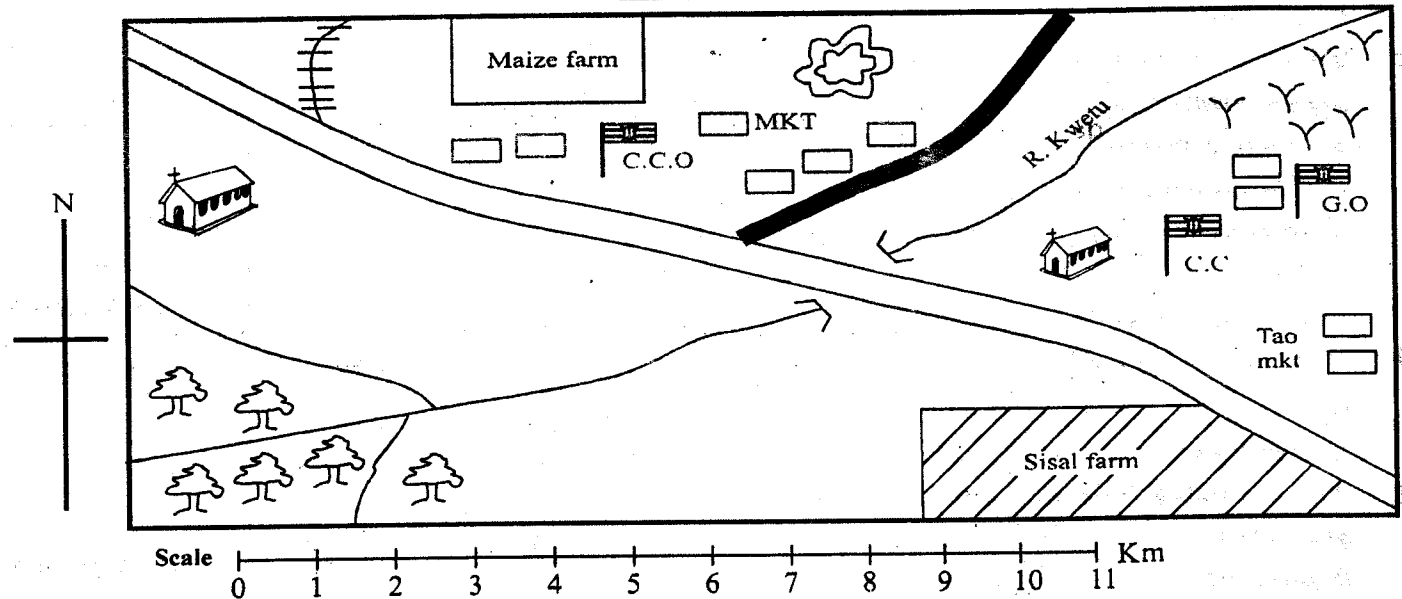 Maize farm
MKT
C.C.O
R. Kwetu
G.O
N
C.C
Tao
mkt
Sisal farm
Scale
Km
0 1 2 3 4 5 6 7 8 9 10 11